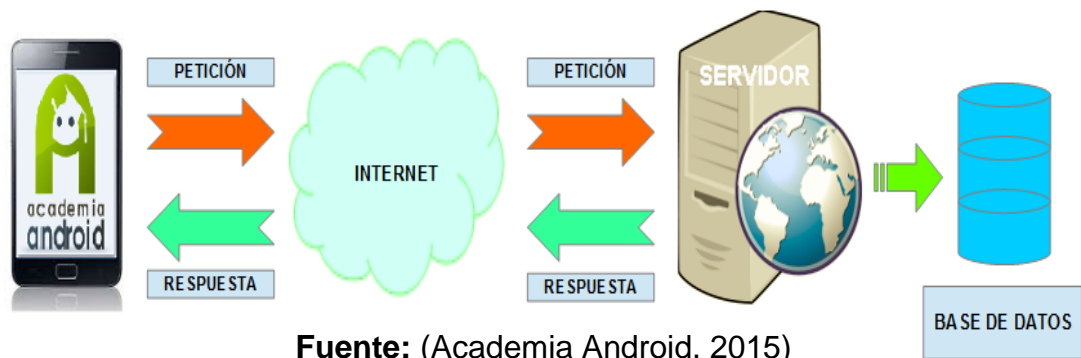 PETICIÓN
PETICIÓN
SERVIDOR
INTERNET
academia
android
RESPUESTA
RESPUESTA
BASE DE DATOS
Fuente: (Academia Android, 2015)